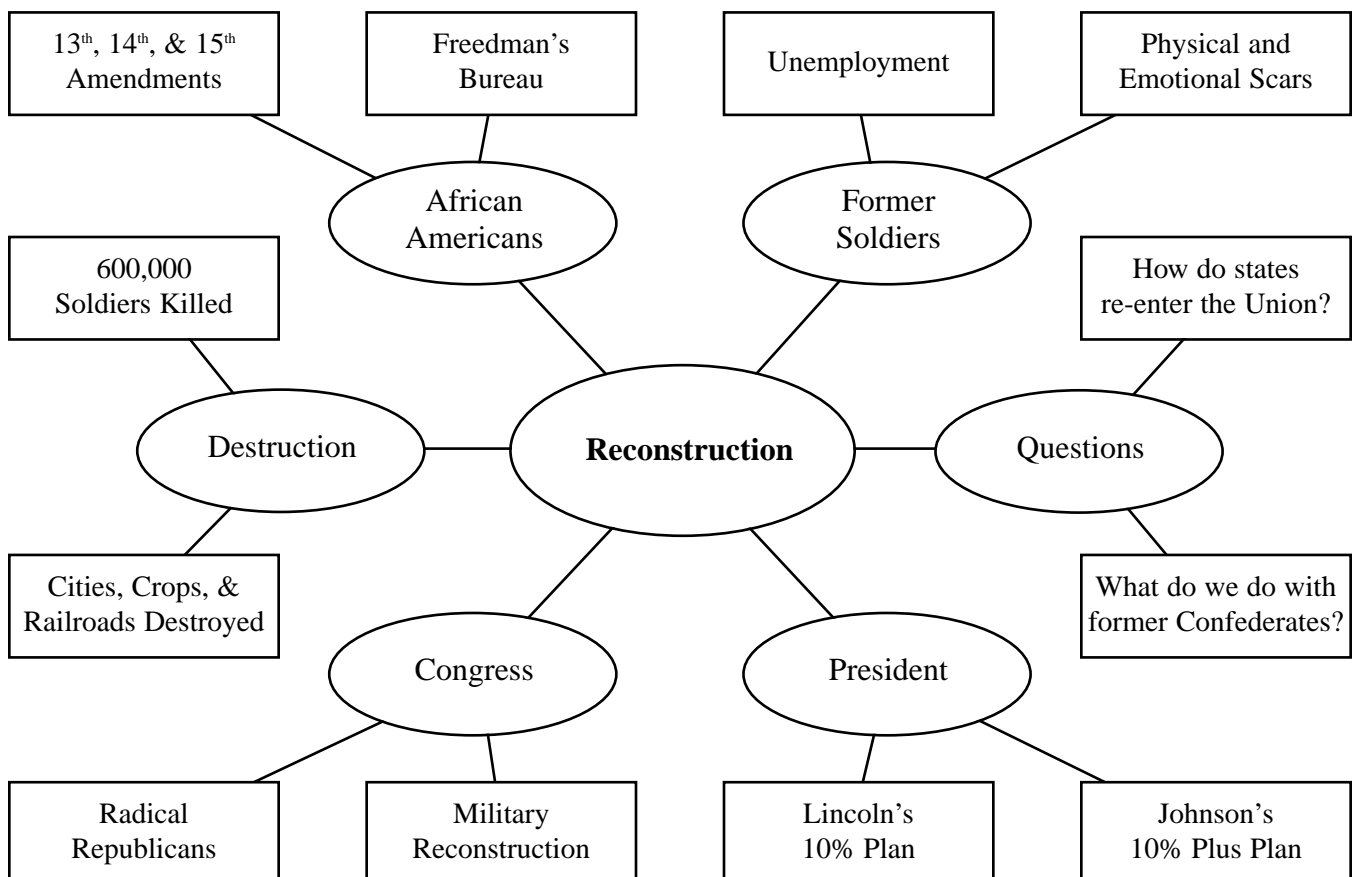 13th, 14th, & 15th
Amendments
Freedman’s
Bureau
Unemployment
Physical and
Emotional Scars
African
Americans
Former
Soldiers
600,000
Soldiers Killed
How do states
re-enter the Union?
Destruction
Reconstruction
Questions
Cities, Crops, &
Railroads Destroyed
What do we do with
former Confederates?
Congress
President
Radical
Republicans
Military
Reconstruction
Lincoln’s
10% Plan
Johnson’s
10% Plus Plan